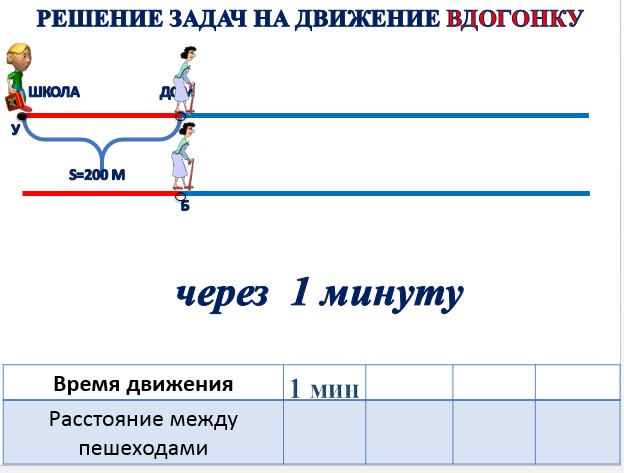 РЕШЕНИЕ ЗАДАЧ НА ДВИЖЕНИЕ ВДОГОНКУ
ШКОЛА
У
S=200 М
Б
через 1 минуту
Время движения 1 мин
Расстояние между
пешеходами